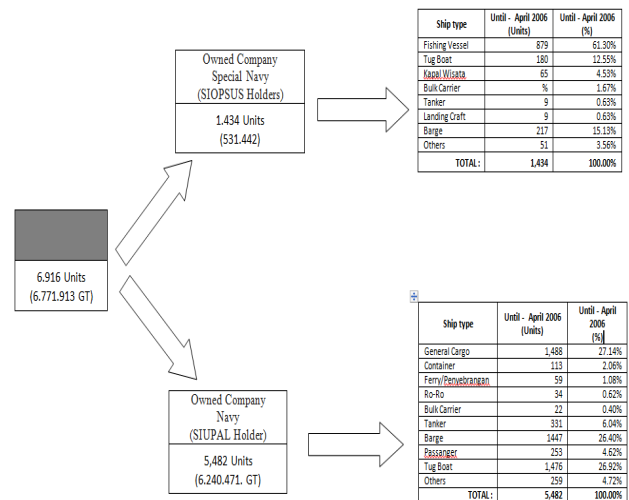 Owned Company
Special Navy
(SIOPSUS Holders)
1.434 Units
(531.442)
Ship type Until - April 2006 (Units) Until - April 2006 (%)
Fishing Vessel 879 61.30%
Tug Boat 180 12.55%
Kapal Wisata 65 4.53%
Bulk Carrier % 1.67%
Tanker 9 0.63%
Landing Craft 9 0.63%
Barge 217 15.13%
Others 51 3.56%
TOTAL : 1,434 100.00%
6.916 Units
(6.771.913 GT)
Owned Company
Navy
(SIUPAL Holder)
5,482 Units
(6.240.471. GT)
Ship type Until - April 2006 (Units) Until - April 2006 (%)
General Cargo 1,488 27.14%
Container 113 2.06%
Ferry/Penyebrangan 59 1.08%
Ro-Ro 34 0.62%
Bulk Carrier 22 0.40%
Tanker 331 6.04%
Barge 1447 26.40%
Passanger 253 4.62%
Tug Boat 1,476 26.92%
Others 259 4.72%
TOTAL : 5,482 100.00%